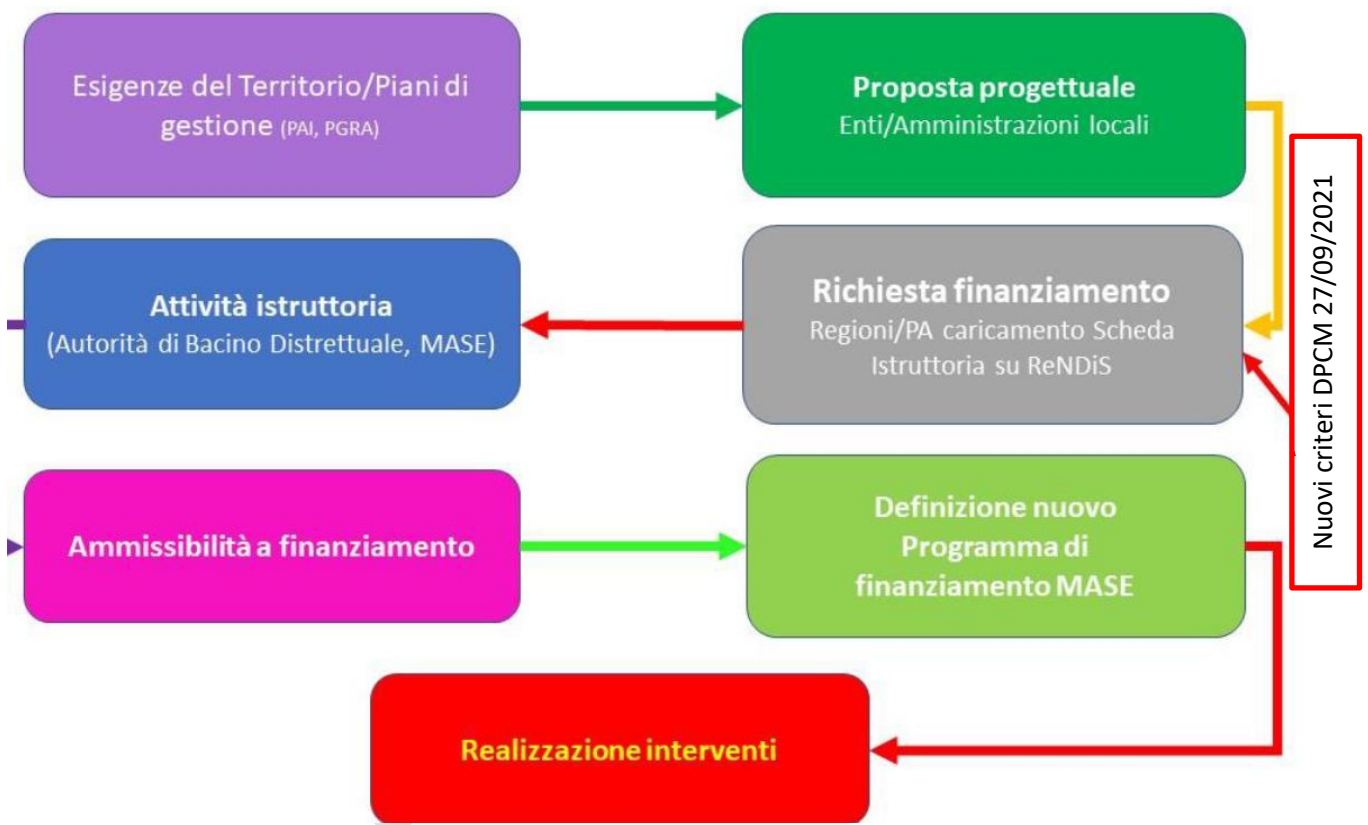 Esigenze del Territorio/Piani di
gestione (PAI, PGRA)
Proposta progettuale
Enti/Amministrazioni locali
Nuovi criteri DPCM 27/09/2021
Richiesta finanziamento
Regioni/PA caricamento Scheda
Istruttoria su ReNDiS
Attività istruttoria
(Autorità di Bacino Distrettuale, MASE)
Ammissibilità a finanziamento
Definizione nuovo
Programma di
finanziamento MASE
Realizzazione interventi